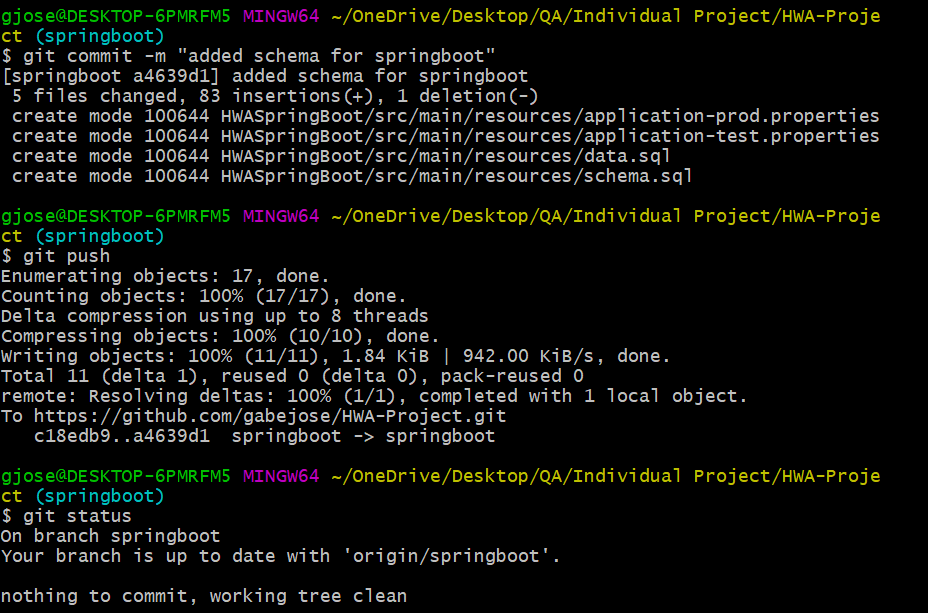 gjose@DESKTOP-6PMRFM5 MINGW64 ~/OneDrive/Desktop/QA/Individual Project/HWA-Proje
ct (springboot)
$ git commit -m "added schema for springboot"
[springboot a4639d1] added schema for springboot
 5 files changed, 83 insertions(+), 1 deletion(-)
 create mode 100644 HWASpringBoot/src/main/resources/application-prod.properties
 create mode 100644 HWASpringBoot/src/main/resources/application-test.properties
 create mode 100644 HWASpringBoot/src/main/resources/data.sql
 create mode 100644 HWASpringBoot/src/main/resources/schema.sql

gjose@DESKTOP-6PMRFM5 MINGW64 ~/OneDrive/Desktop/QA/Individual Project/HWA-Proje
ct (springboot)
$ git push
Enumerating objects: 17, done.
Counting objects: 100% (17/17), done.
Delta compression using up to 8 threads
Compressing objects: 100% (10/10), done.
Writing objects: 100% (11/11), 1.84 KiB | 942.00 KiB/s, done.
Total 11 (delta 1), reused 0 (delta 0), pack-reused 0
remote: Resolving deltas: 100% (1/1), completed with 1 local object.
To https://github.com/gabejose/HWA-Project.git
   c18edb9..a4639d1  springboot -> springboot

gjose@DESKTOP-6PMRFM5 MINGW64 ~/OneDrive/Desktop/QA/Individual Project/HWA-Proje
ct (springboot)
$ git status
On branch springboot
Your branch is up to date with 'origin/springboot'.

nothing to commit, working tree clean